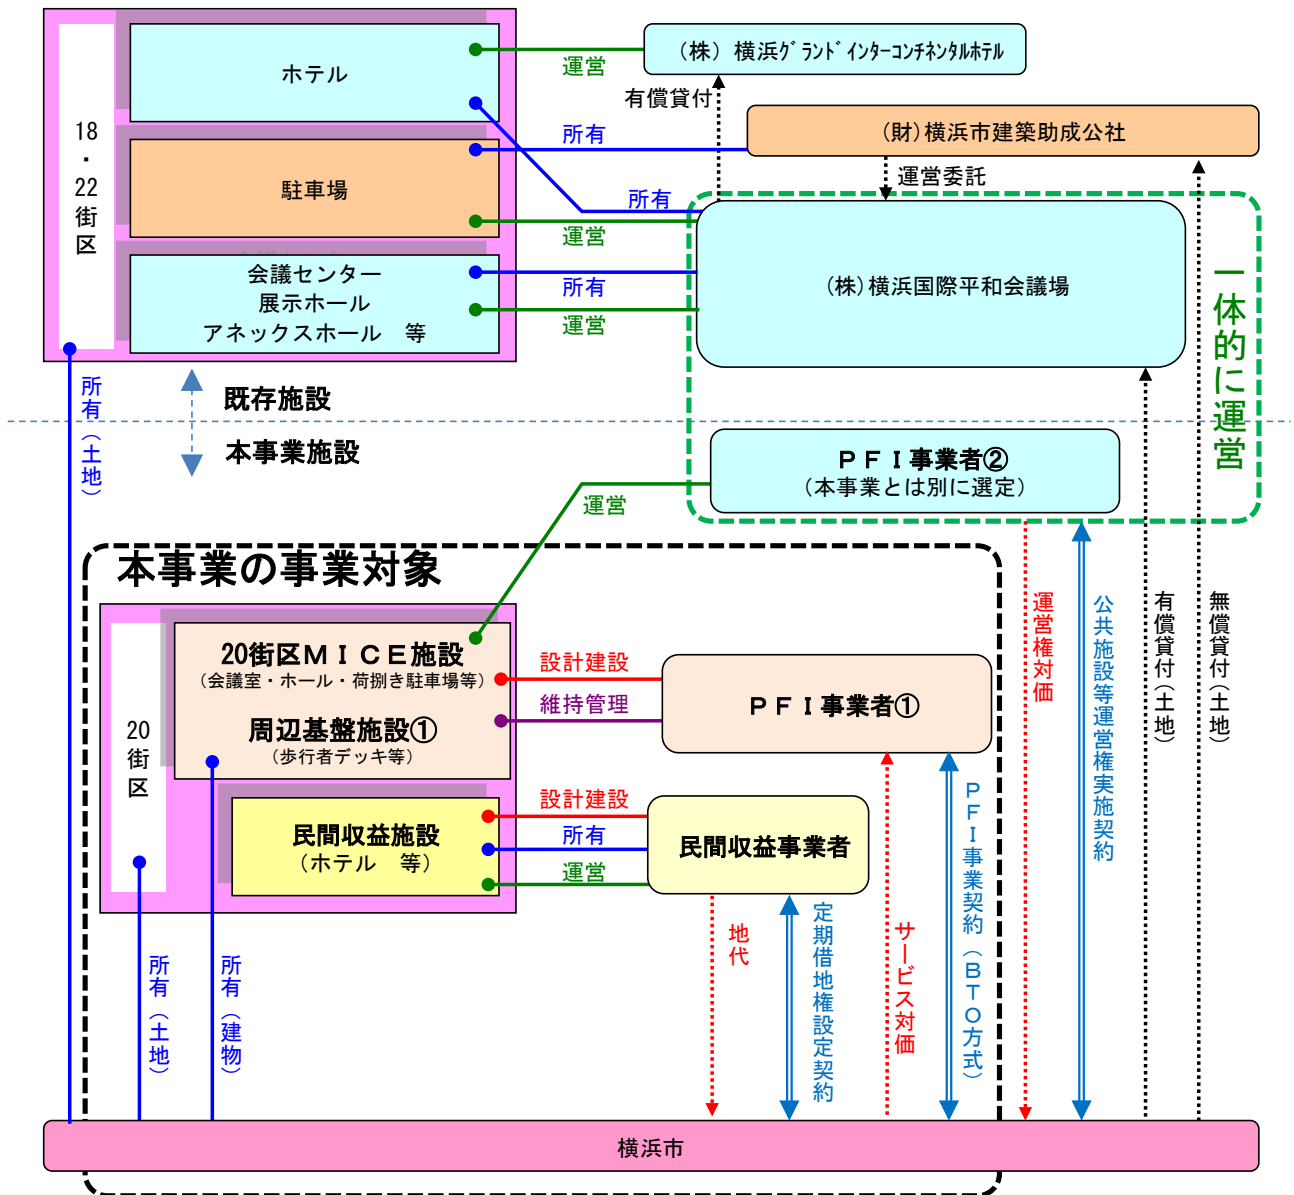 18・22街区
ホテル
駐車場
会議センター
展示ホール
アネックスホール　等
運営
所有
所有
運営
所有
運営
(株) 横浜グランドインターコンチネンタルホテル
有償貸付
(財)横浜市建築助成公社
運営委託
(株)横浜国際平和会議場
一体的に運営
所有(土地)
既存施設
本事業施設
ＰＦＩ事業者②
(本事業とは別に選定)
運営
本事業の事業対象
20街区
20街区ＭＩＣＥ施設
(会議室・ホール・荷捌き駐車場等)
周辺基盤施設①
(歩行者デッキ等)
設計建設
維持管理
ＰＦＩ事業者①
民間収益施設
(ホテル　等)
設計建設
所有
運営
民間収益事業者
所有(土地)
所有(建物)
地代
定期借地権設定契約
サービス対価
ＰＦＩ事業契約(ＢＴＯ方式)
運営権対価
公共施設等運営権実施契約
有償貸付(土地)
無償貸付(土地)
横浜市